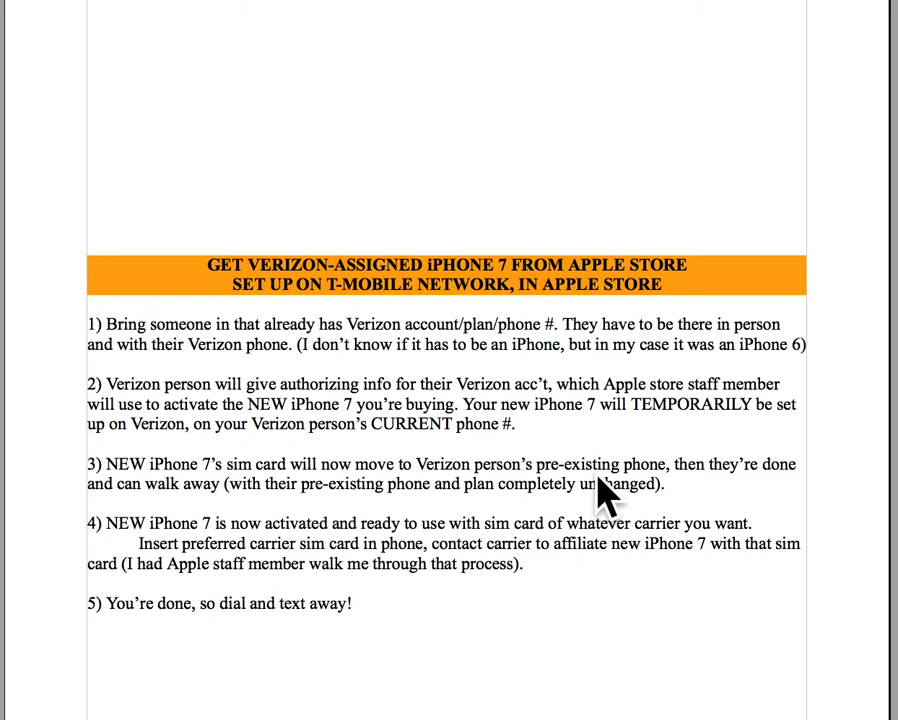 GET VERIZON-ASSIGNED iPHONE 7 FROM APPLE STORE
SET UP ON T-MOBILE NETWORK, IN APPLE STORE
1) Bring someone in that already has Verizon account/plan/phone #. They have to be there in person
and with their Verizon phone. (I don’t know if it has to be an iPhone, but in my case it was an iPhone 6)
2) Verizon person will give authorizing info for their Verizon acc’t, which Apple store staff member
will use to activate the NEW iPhone 7 you’re buying. Your new iPhone 7 will TEMPORARILY be set
up on Verizon, on your Verizon person’s CURRENT phone #.
3) NEW iPhone 7’s sim card will now move to Verizon person’s pre-existing phone, then they’re done
and can walk away (with their pre-existing phone and plan completely unchanged).
4) NEW iPhone 7 is now activated and ready to use with sim card of whatever carrier you want.
Insert preferred carrier sim card in phone, contact carrier to affiliate new iPhone 7 with that sim
card (I had Apple staff member walk me through that process).
5) You’re done, so dial and text away!